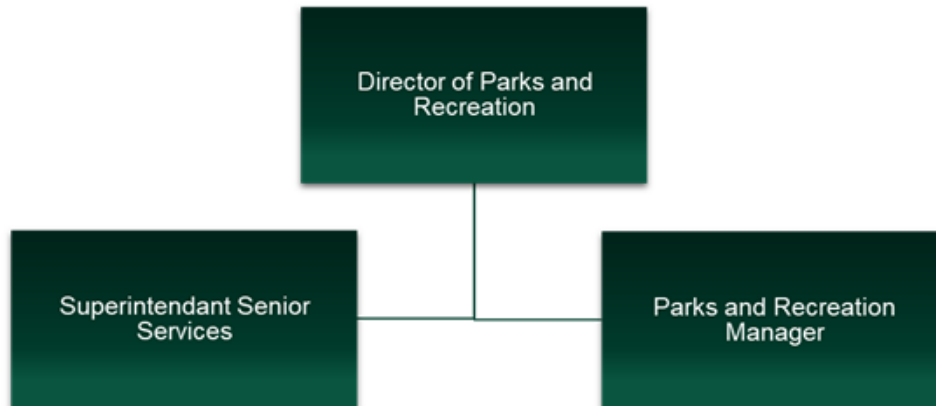 Director of Parks and
Recreation
Superintendant Senior
Services
Parks and Recreation
Manager